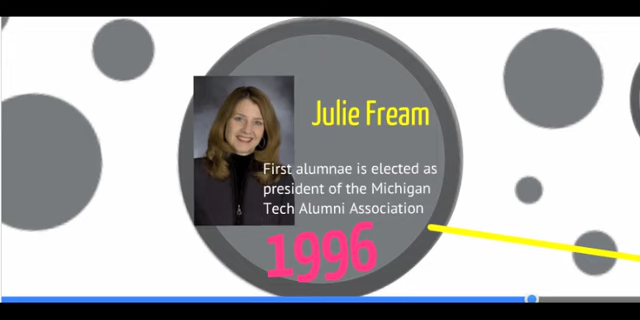 Julie Fream
First alumnae is elected as
president of the Michigan
Tech Alumni Association
1996